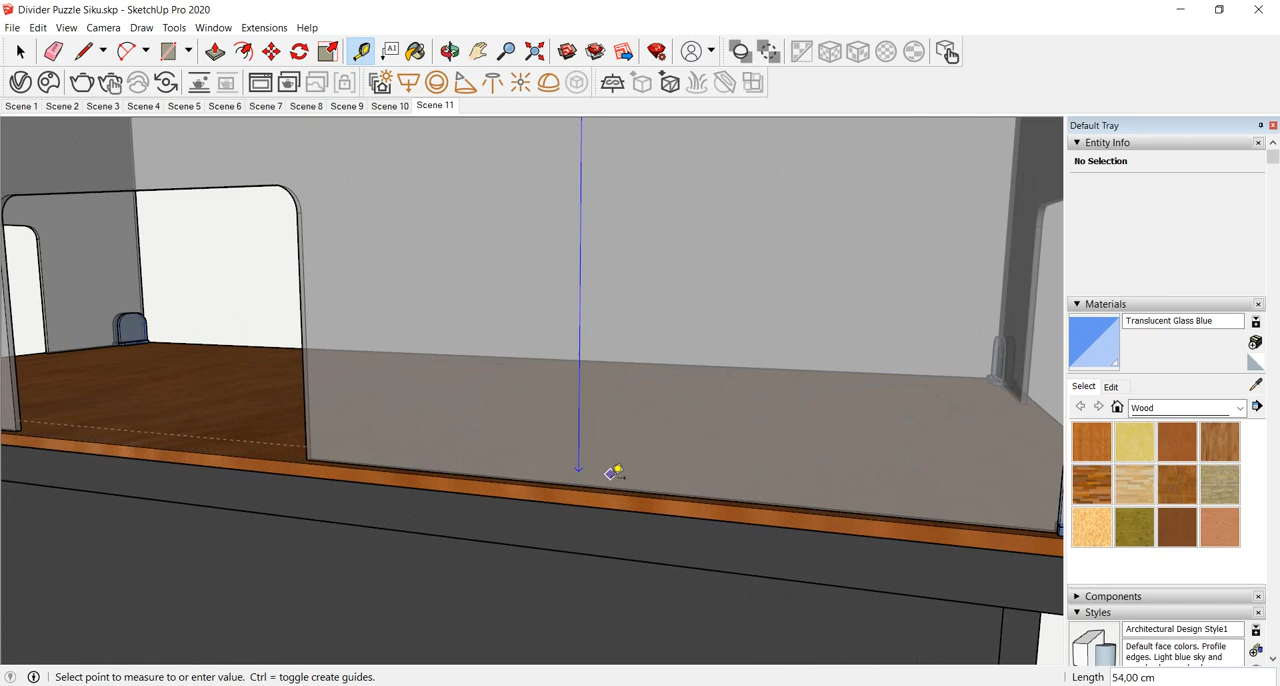 Divider Puzzle Siku.skp - SketchUp Pro 2020
File Edit View Camera Draw Tools Window Extensions Help
Scene 1 Scene 2 Scene 3 Scene 4 Scene 5 Scene 6 Scene 7 Scene 8 Scene 9 Scene 10 Scene 11
Default Tray
Entity Info
No Selection
Materials
Translucent Glass Blue
Select Edit
Wood
Components
Styles
Architectural Design Style1
Default face colors. Profile
edges. Light blue sky and
Select point to measure to or enter value. Ctrl = toggle create guides.
Length 54,00 cm